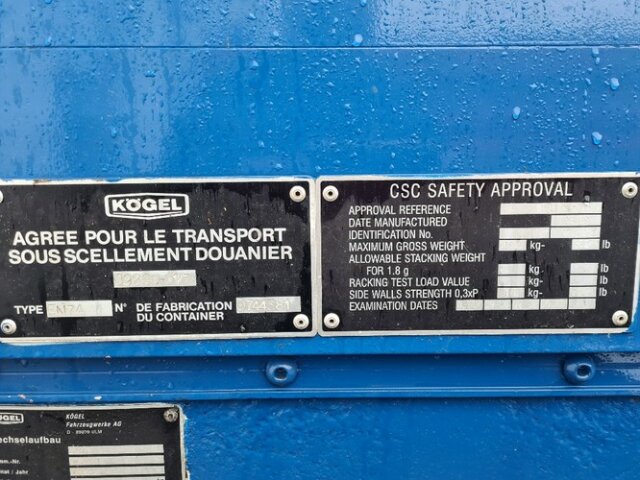 KÖGEL
AGREE POUR LE TRANSPORT
SOUS SCELLEMENT DOUANIER
TYPE N° DE FABRICATION
DU CONTAINER
CSC SAFETY APPROVAL
APPROVAL REFERENCE
DATE MANUFACTURED
IDENTIFICATION No.
MAXIMUM GROSS WEIGHT kg- lb
ALLOWABLE STACKING WEIGHT
FOR 1.8 g kg- lb
RACKING TEST LOAD VALUE kg- lb
SIDE WALLS STRENGTH 0,3xP kg- lb
EXAMINATION DATES
KÖGEL
KÖGEL
Fahrzeugwerke AG
chselaufbau